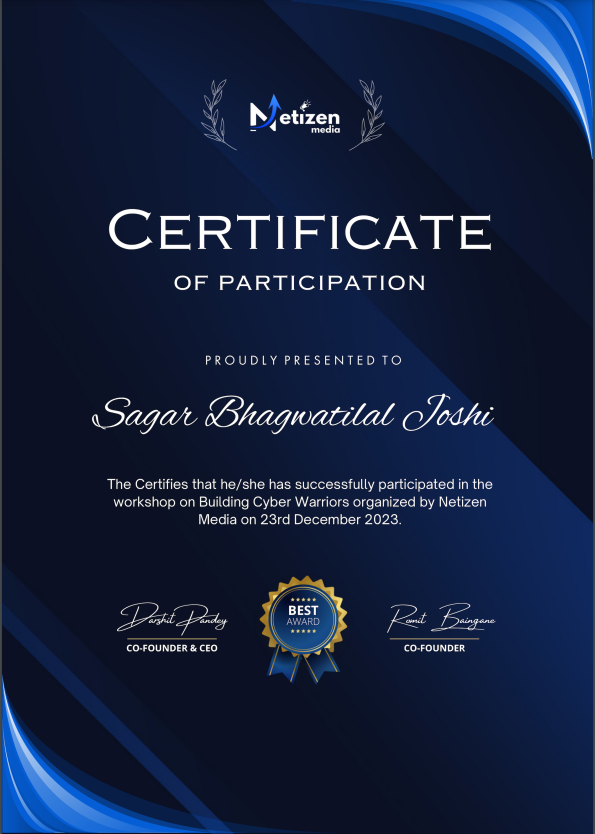 Netizen
media
CERTIFICATE
OF PARTICIPATION
PROUDLY PRESENTED TO
Sagar Bhagwatilal Joshi
The Certifies that he/she has successfully participated in the
workshop on Building Cyber Warriors organized by Netizen
Media on 23rd December 2023.
Darshit Pandey
CO-FOUNDER & CEO
BEST
AWARD
Romit Baingane
CO-FOUNDER